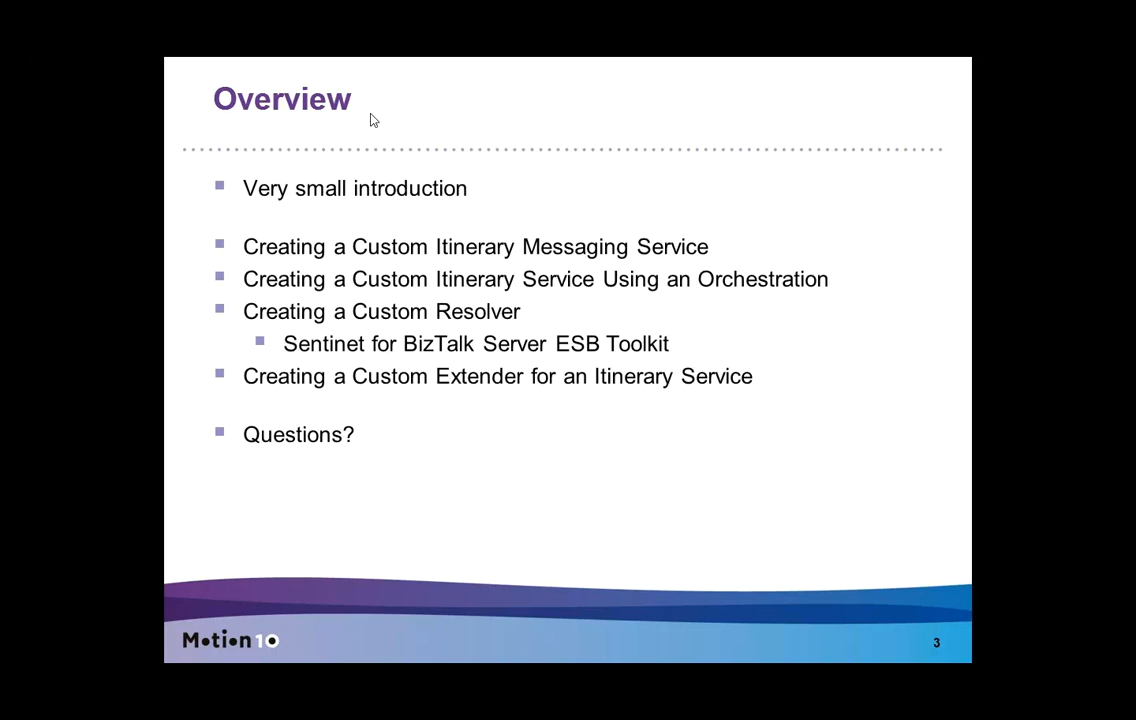 Overview
Very small introduction
Creating a Custom Itinerary Messaging Service
Creating a Custom Itinerary Service Using an Orchestration
Creating a Custom Resolver
Sentinet for BizTalk Server ESB Toolkit
Creating a Custom Extender for an Itinerary Service
Questions?
Motion10
3